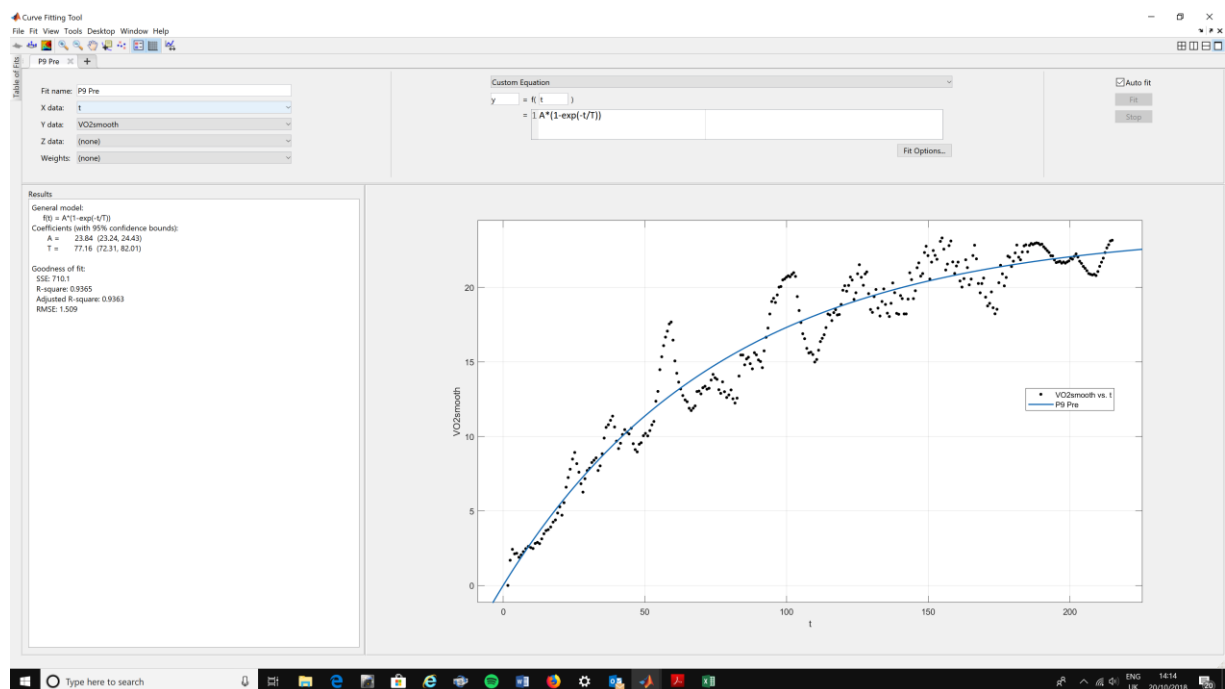 Curve Fitting Tool
File Fit View Tools Desktop Window Help
Table of Fits
P9 Pre
Fit name: P9 Pre
X data: t
Y data: VO2smooth
Z data: (none)
Weights: (none)
Custom Equation
y = f( t )
= 1 A*(1-exp(-t/T))
Fit Options...
Auto fit
Fit
Stop
Results
General model:
f(t) = A*(1-exp(-t/T))
Coefficients (with 95% confidence bounds):
A = 23.84 (23.24, 24.43)
T = 77.16 (72.31, 82.01)
Goodness of fit:
SSE: 710.1
R-square: 0.9365
Adjusted R-square: 0.9363
RMSE: 1.509
20
15
10
5
0
VO2smooth
0 50 100 150 200
t
VO2smooth vs. t
P9 Pre
Type here to search
ENG
UK
14:14
20/10/2018
20